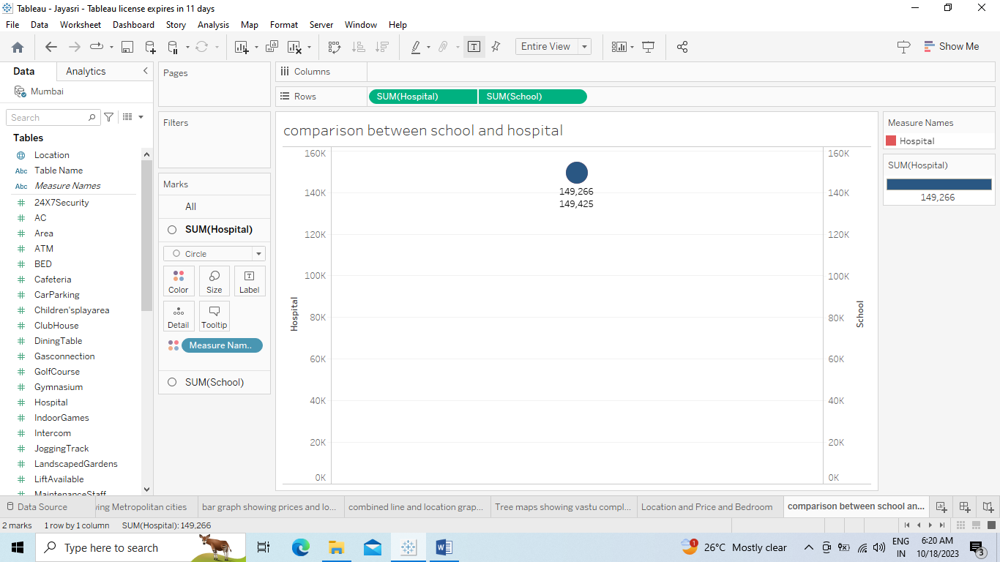 Tableau - Jayasri - Tableau license expires in 11 days
File Data Worksheet Dashboard Story Analysis Map Format Server Window Help
Entire View
Show Me
Data Analytics
Mumbai
Search
Tables
Location
Abc Table Name
Abc Measure Names
24X7Security
AC
Area
ATM
BED
Cafeteria
CarParking
Children'splayarea
ClubHouse
DiningTable
Gasconnection
GolfCourse
Gymnasium
Hospital
IndoorGames
Intercom
JoggingTrack
LandscapedGardens
LiftAvailable
MaintenanceStaff
Pages
Filters
Marks
All
SUM(Hospital)
Circle
Color Size Label
Detail Tooltip
Measure Nam..
SUM(School)
Columns
Rows SUM(Hospital) SUM(School)
comparison between school and hospital
160K 160K
149,266
149,425
140K 140K
120K 120K
100K 100K
80K 80K
60K 60K
40K 40K
20K 20K
0K 0K
Hospital
School
Measure Names
Hospital
SUM(Hospital)
149,266
Data Source ving Metropolitan cities bar graph showing prices and lo... combined line and location grap... Tree maps showing vastu compl... Location and Price and Bedroom comparison between school an...
2 marks 1 row by 1 column SUM(Hospital): 149,266
Type here to search
1 26°C Mostly clear
ENG
IN
6:20 AM
10/18/2023
3